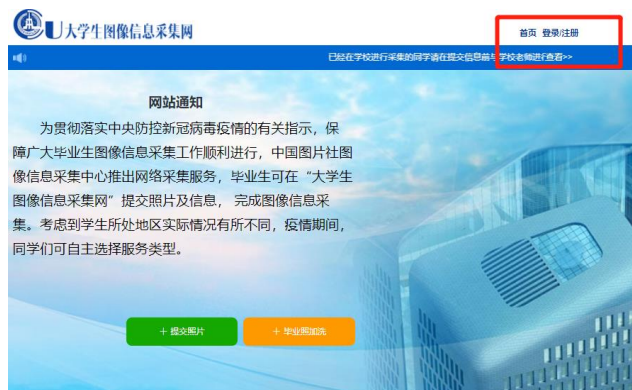 U大学生图像信息采集网
首页 登录/注册
已经在学校进行采集的同学请在提交信息前与学校老师进行查看>>
网站通知
为贯彻落实中央防控新冠病毒疫情的有关指示，保
障广大毕业生图像信息采集工作顺利进行，中国图片社图
像信息采集中心推出网络采集服务，毕业生可在“大学生
图像信息采集网”提交照片及信息， 完成图像信息采
集。考虑到学生所处地区实际情况有所不同，疫情期间，
同学们可自主选择服务类型。
+ 提交照片
+ 毕业照加洗